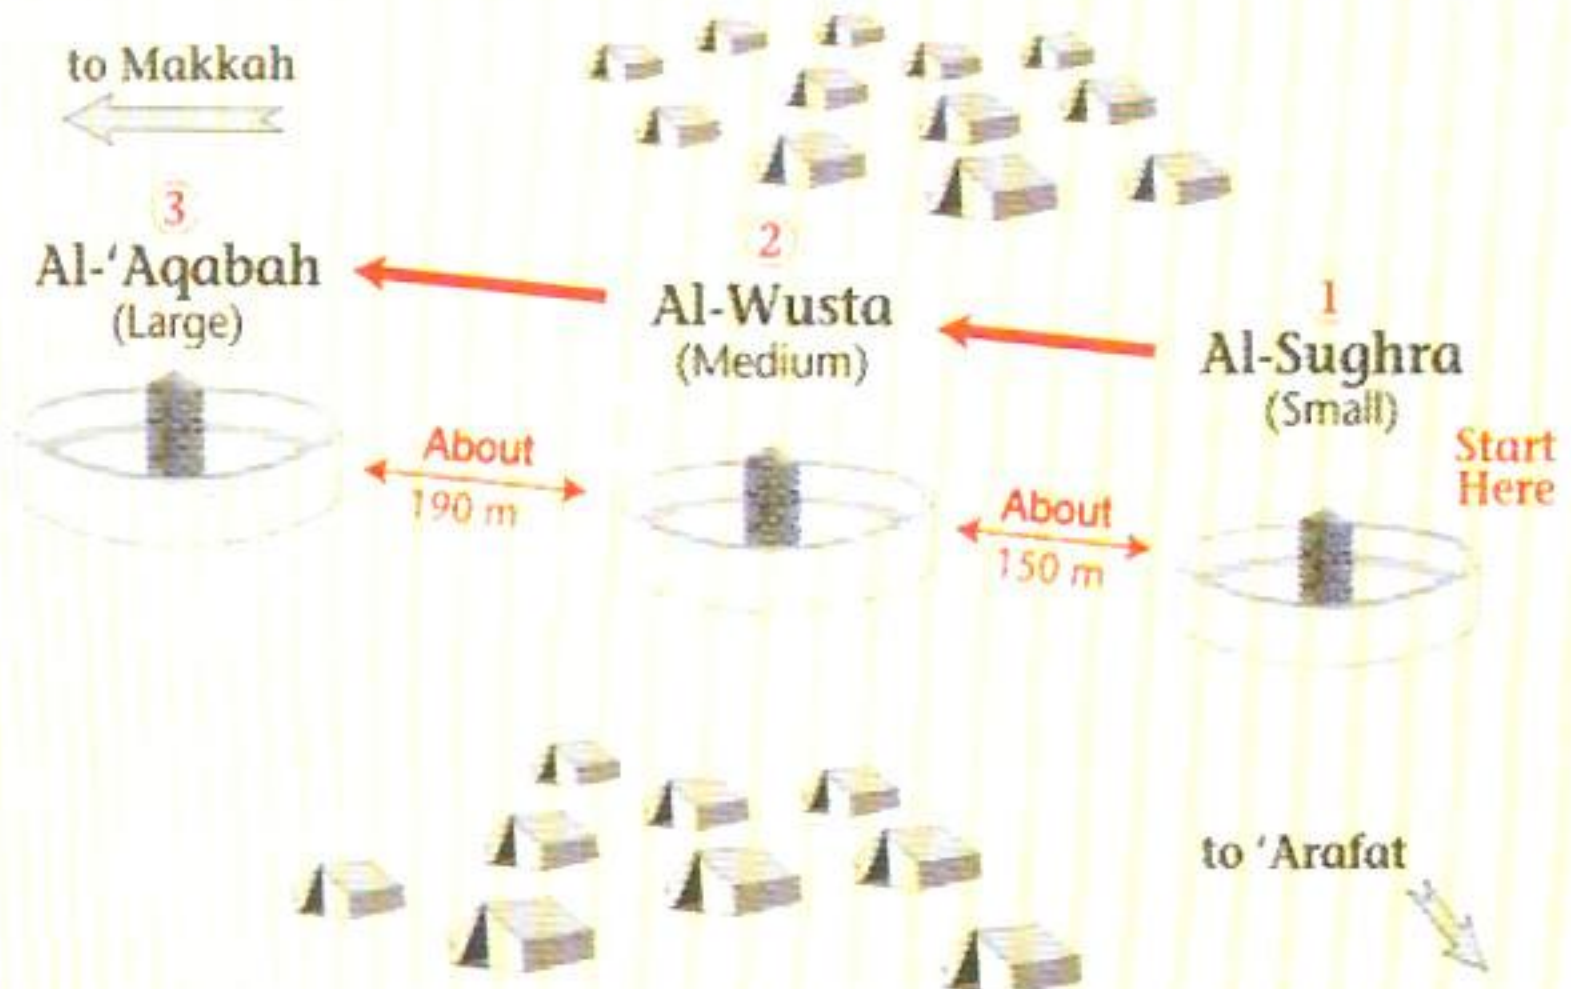 to Makkah
3
Al-‘Aqabah
(Large)
2
Al-Wusta
(Medium)
1
Al-Sughra
(Small)
Start
Here
About
190 m
About
150 m
to ‘Arafat